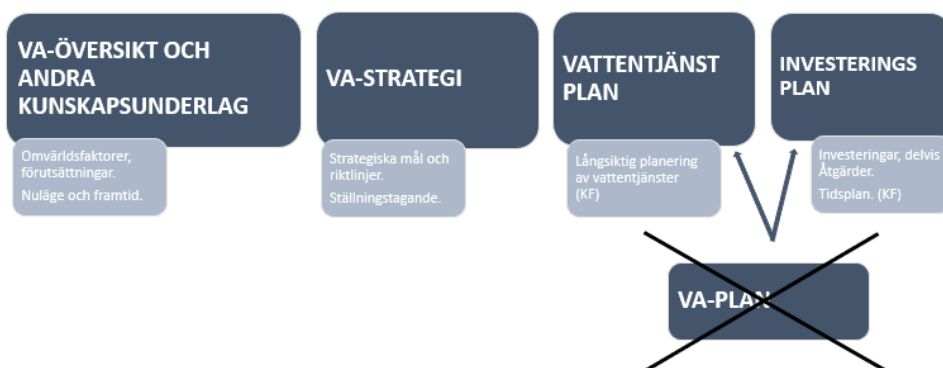 VA-ÖVERSIKT OCH
ANDRA
KUNSKAPSUNDERLAG
Omvärldsfaktorer,
förutsättningar.
Nuläge och framtid.
VA-STRATEGI
Strategiska mål och
riktlinjer.
Ställningstagande.
VATTENTJÄNST
PLAN
Långsiktig planering
av vattentjänster
(KF)
INVESTERINGS
PLAN
Investeringar, delvis
Åtgärder.
Tidsplan. (KF)
VA-PLAN